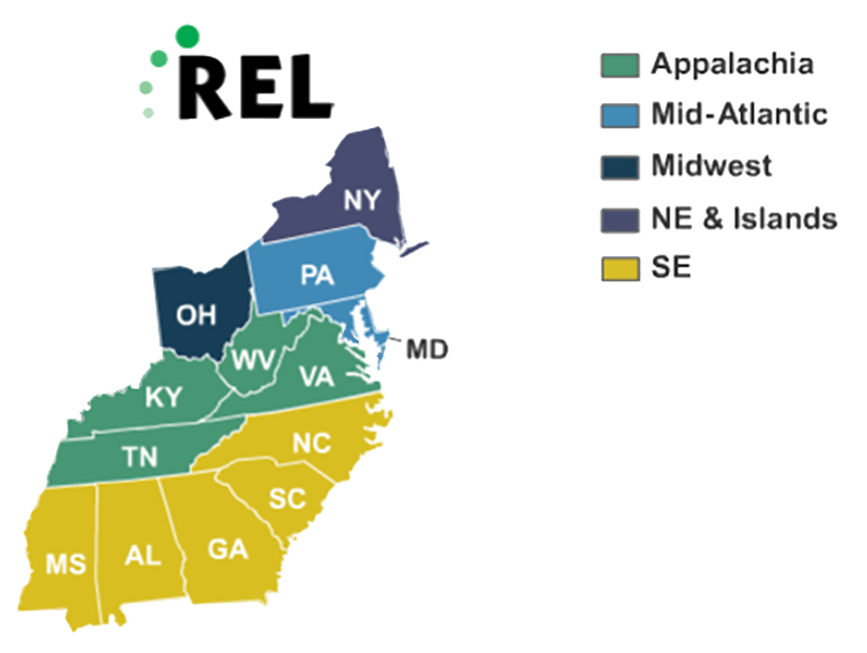 REL
Appalachia
Mid-Atlantic
Midwest
NE & Islands
SE
NY
PA
OH
MD
WV
VA
KY
NC
TN
SC
GA
AL
MS